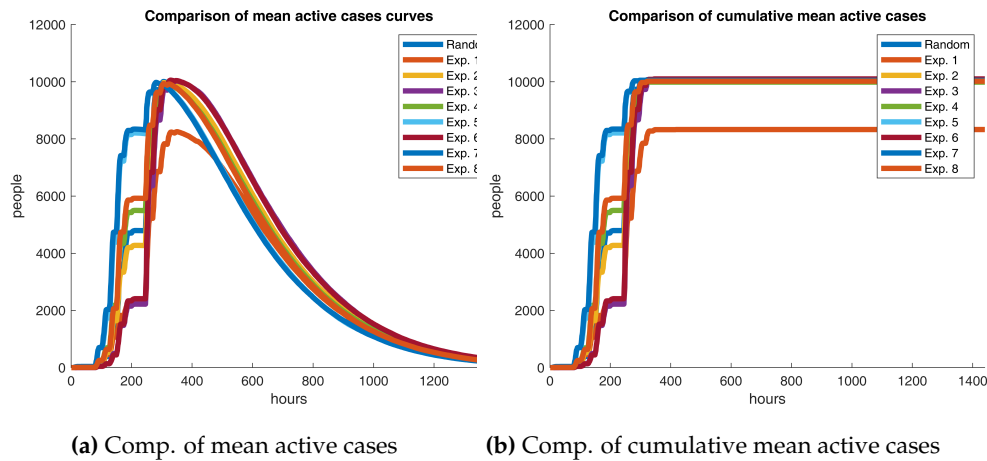 Comparison of mean active cases curves
12000
10000
8000
6000
4000
2000
0
people
0 200 400 600 800 1000 1200
hours
Exp. 1
Exp. 2
Exp. 3
Exp. 4
Exp. 5
Exp. 6
Exp. 7
Exp. 8
(a) Comp. of mean active cases
Comparison of cumulative mean active cases
12000
10000
8000
6000
4000
2000
0
people
0 200 400 600 800 1000 1200 1400
hours
Random
Exp. 1
Exp. 2
Exp. 3
Exp. 4
Exp. 5
Exp. 6
Exp. 7
Exp. 8
(b) Comp. of cumulative mean active cases